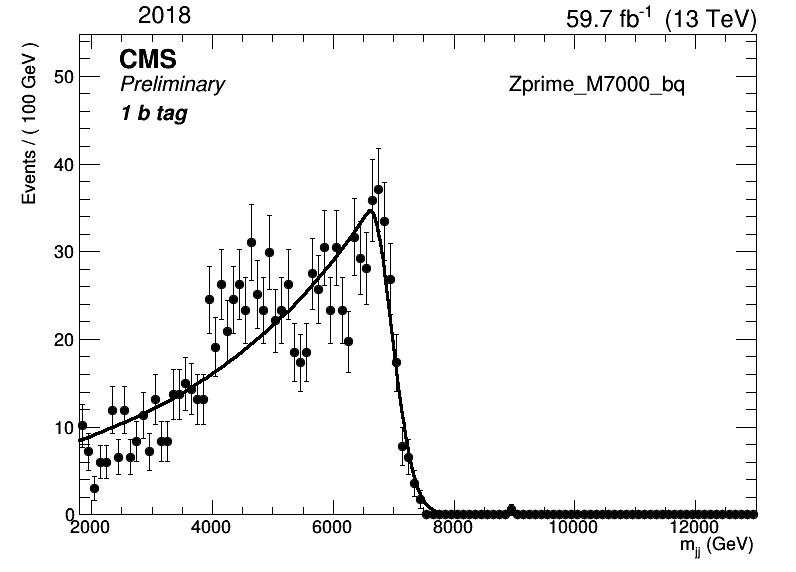 2018
59.7 fb-1 (13 TeV)
CMS
Preliminary
1 b tag
Zprime_M7000_bq
Events / ( 100 GeV )
50
40
30
20
10
0
2000 4000 6000 8000 10000 12000
mjj (GeV)